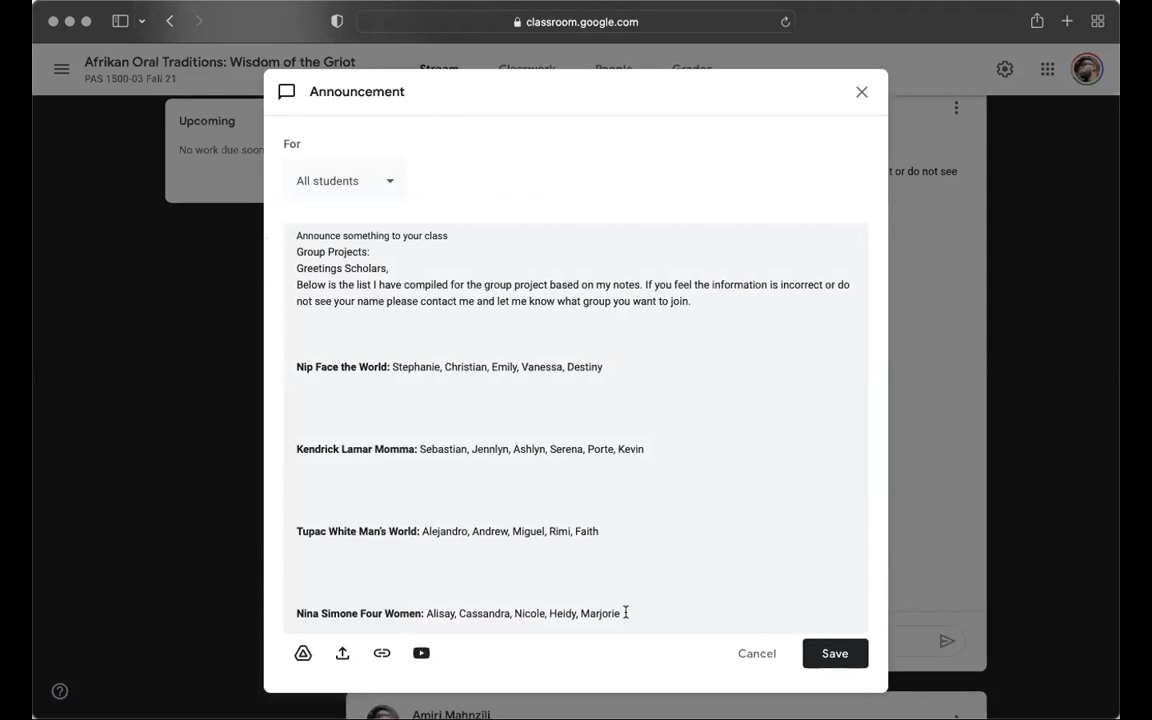 classroom.google.com
Afrikan Oral Traditions: Wisdom of the Griot
PAS 1500-03 Fall 21
Stream Classwork People Grades
Announcement
Upcoming
No work due soon
For
All students
t or do not see
Announce something to your class
Group Projects:
Greetings Scholars,
Below is the list I have compiled for the group project based on my notes. If you feel the information is incorrect or do
not see your name please contact me and let me know what group you want to join.
Nip Face the World: Stephanie, Christian, Emily, Vanessa, Destiny
Kendrick Lamar Momma: Sebastian, Jennlyn, Ashlyn, Serena, Porte, Kevin
Tupac White Man's World: Alejandro, Andrew, Miguel, Rimi, Faith
Nina Simone Four Women: Alisay, Cassandra, Nicole, Heidy, Marjorie
Cancel Save
Amiri Mahnzili